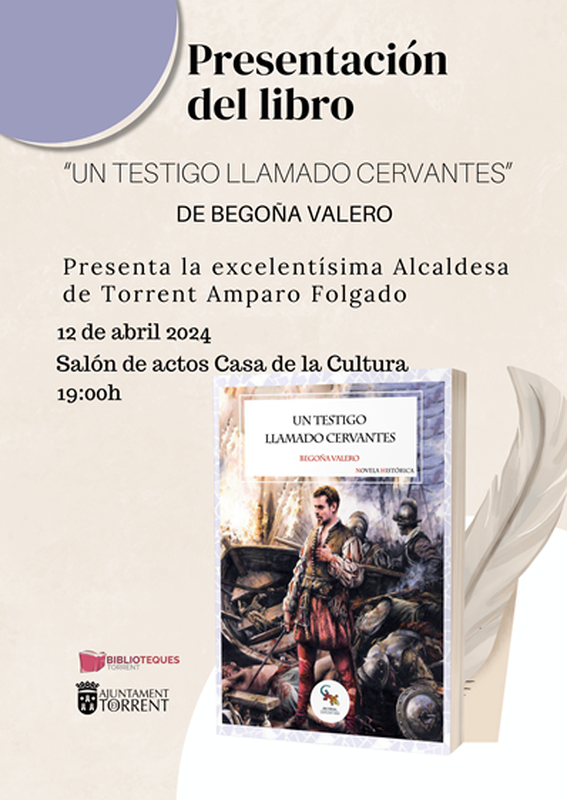 Presentación
del libro
“UN TESTIGO LLAMADO CERVANTES”
DE BEGOÑA VALERO
Presenta la excelentísima Alcaldesa
de Torrent Amparo Folgado
12 de abril 2024
Salón de actos Casa de la Cultura
19:00h
UN TESTIGO
LLAMADO CERVANTES
BEGOÑA VALERO
NOVELA HISTÓRICA
BIBLIOTEQUES
TORRENT
AJUNTAMENT
DE
TORRENT